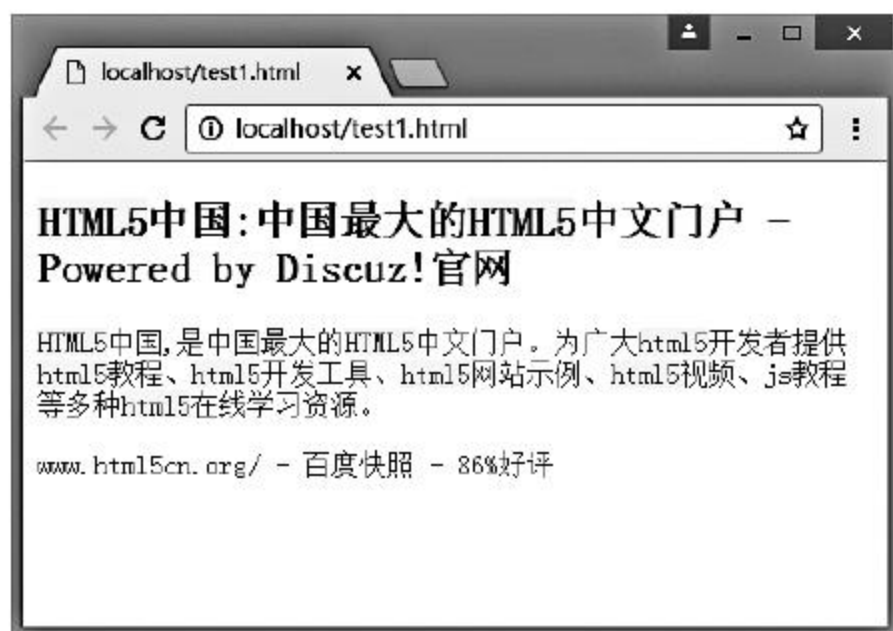 localhost/test1.html
localhost/test1.html
HTML5中国:中国最大的HTML5中文门户 -
Powered by Discuz!官网
HTML5中国,是中国最大的HTML5中文门户。为广大html5开发者提供
html5教程、html5开发工具、html5网站示例、html5视频、js教程
等多种html5在线学习资源。
www.html5cn.org/ - 百度快照 - 86%好评